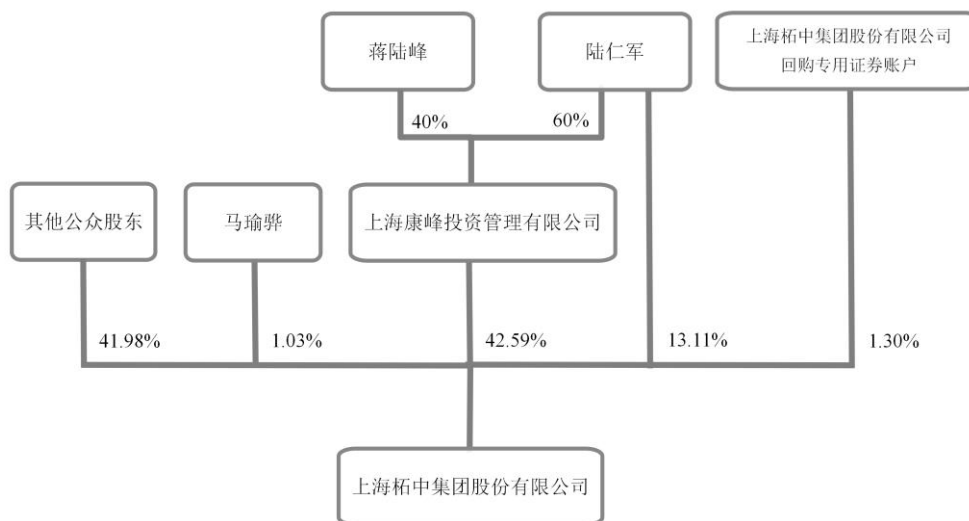 蒋陆峰
陆仁军
上海柘中集团股份有限公司
回购专用证券账户
40%
60%
其他公众股东
马瑜骅
上海康峰投资管理有限公司
41.98%
1.03%
42.59%
13.11%
1.30%
上海柘中集团股份有限公司